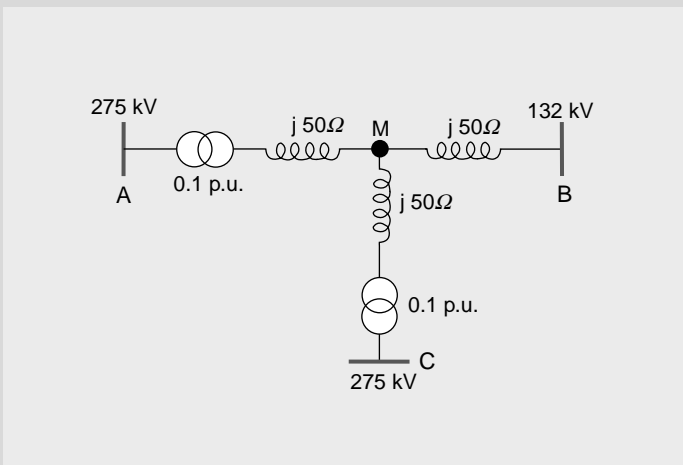 275 kV
A
0.1 p.u.
j 50Ω
M
j 50Ω
132 kV
B
j 50Ω
0.1 p.u.
C
275 kV